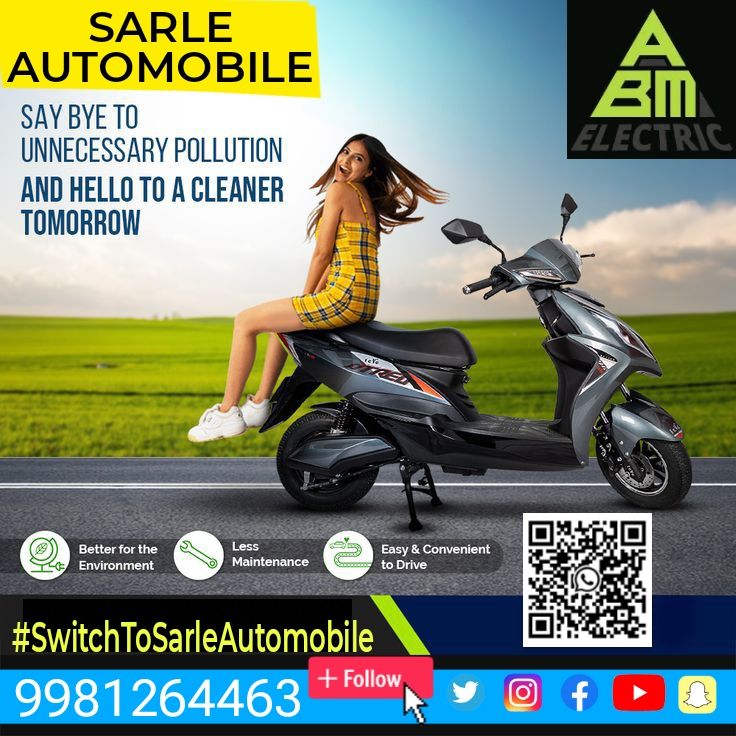 SARLE
AUTOMOBILE
ABM
ELECTRIC
SAY BYE TO
UNNECESSARY POLLUTION
AND HELLO TO A CLEANER
TOMORROW
Better for the
Environment
Less
Maintenance
Easy & Convenient
to Drive
#SwitchToSarleAutomobile
9981264463
+ Follow